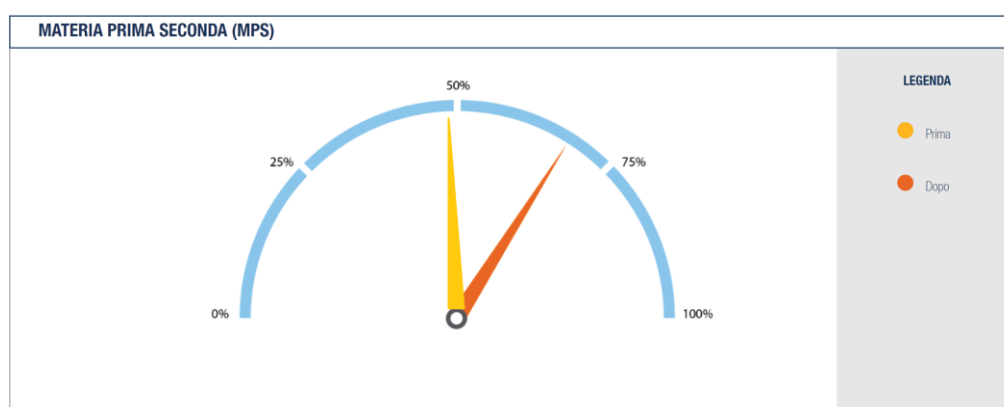 MATERIA PRIMA SECONDA (MPS)
50%
25%
75%
0%
100%
LEGENDA
Prima
Dopo